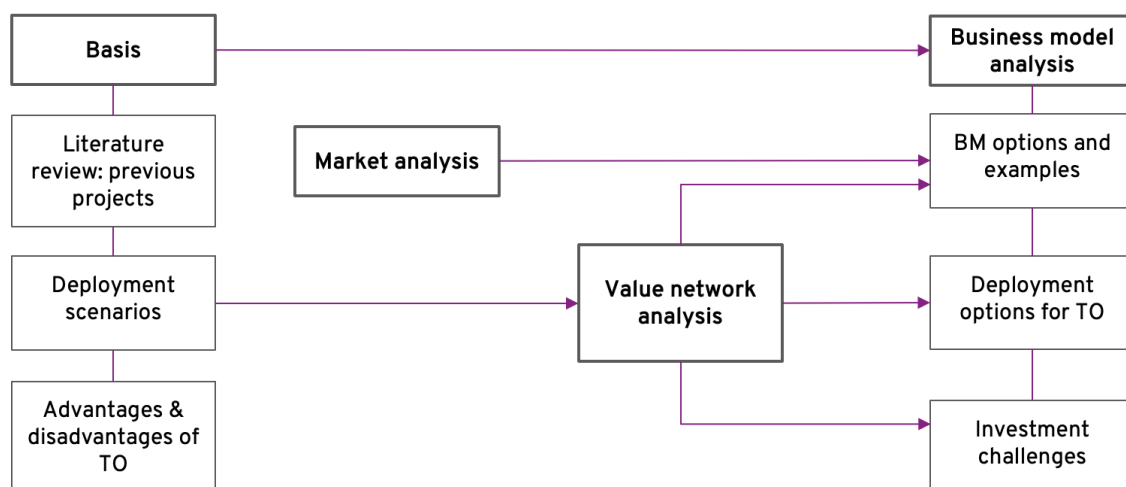 Basis
Business model
analysis
Literature
review: previous
projects
Market analysis
BM options and
examples
Deployment
scenarios
Value network
analysis
Deployment
options for TO
Advantages &
disadvantages of
TO
Investment
challenges